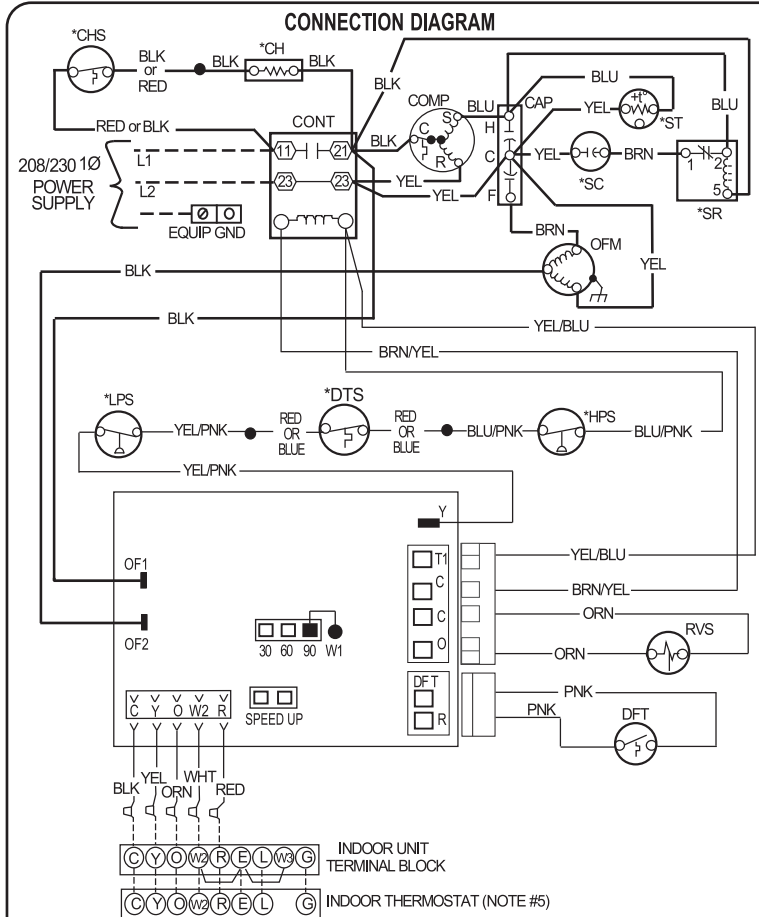 CONNECTION DIAGRAM
*CHS
BLK
or
RED
BLK
*CH
BLK
BLK
RED or BLK
CONT
COMP
BLU
CAP
BLU
YEL
+t°
*ST
BLU
208/230 1Ø
POWER
SUPPLY
L1
L2
11
21
23
23
BLK
C
S
R
H
C
F
YEL
YEL
YEL
*SC
BRN
1
2
5
*SR
EQUIP GND
BRN
OFM
YEL
BLK
BLK
YEL/BLU
BRN/YEL
*LPS
YEL/PNK
RED
OR
BLUE
*DTS
RED
OR
BLUE
BLU/PNK
*HPS
BLU/PNK
YEL/PNK
Y
OF1
OF2
T1
C
C
O
YEL/BLU
BRN/YEL
ORN
ORN
RVS
30 60 90 W1
DFT
R
PNK
PNK
DFT
C Y O W2 R
SPEED UP
BLK
YEL
ORN
WHT
RED
C Y O W2 R E L W3 G
INDOOR UNIT
TERMINAL BLOCK
C Y O W2 R E L G
INDOOR THERMOSTAT (NOTE #5)